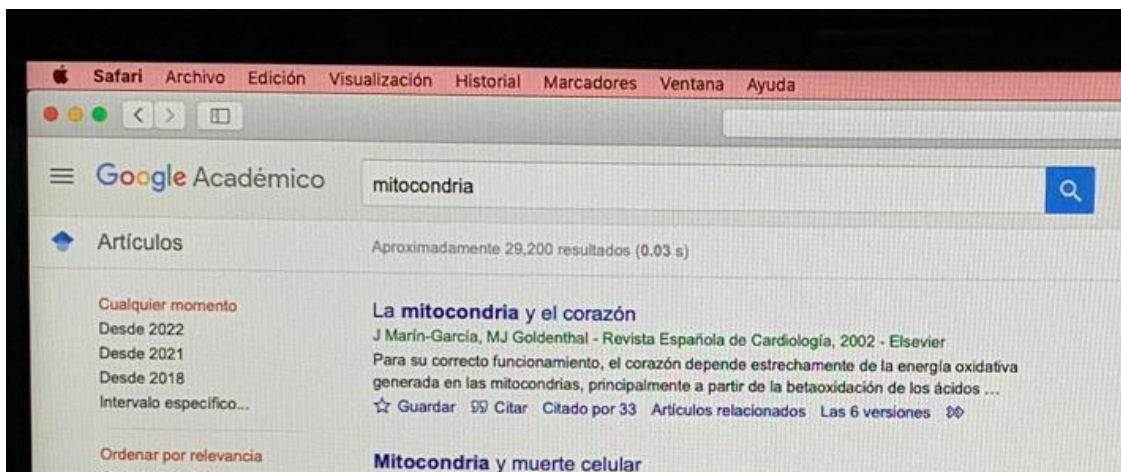 Safari Archivo Edición Visualización Historial Marcadores Ventana Ayuda
Google Académico
mitocondria
Artículos
Aproximadamente 29,200 resultados (0.03 s)
Cualquier momento
Desde 2022
Desde 2021
Desde 2018
Intervalo específico...
Ordenar por relevancia
La mitocondria y el corazón
J Marín-García, MJ Goldenthal - Revista Española de Cardiología, 2002 - Elsevier
Para su correcto funcionamiento, el corazón depende estrechamente de la energía oxidativa
generada en las mitocondrias, principalmente a partir de la betaoxidación de los ácidos ...
Guardar Citar Citado por 33 Artículos relacionados Las 6 versiones
Mitocondria y muerte celular